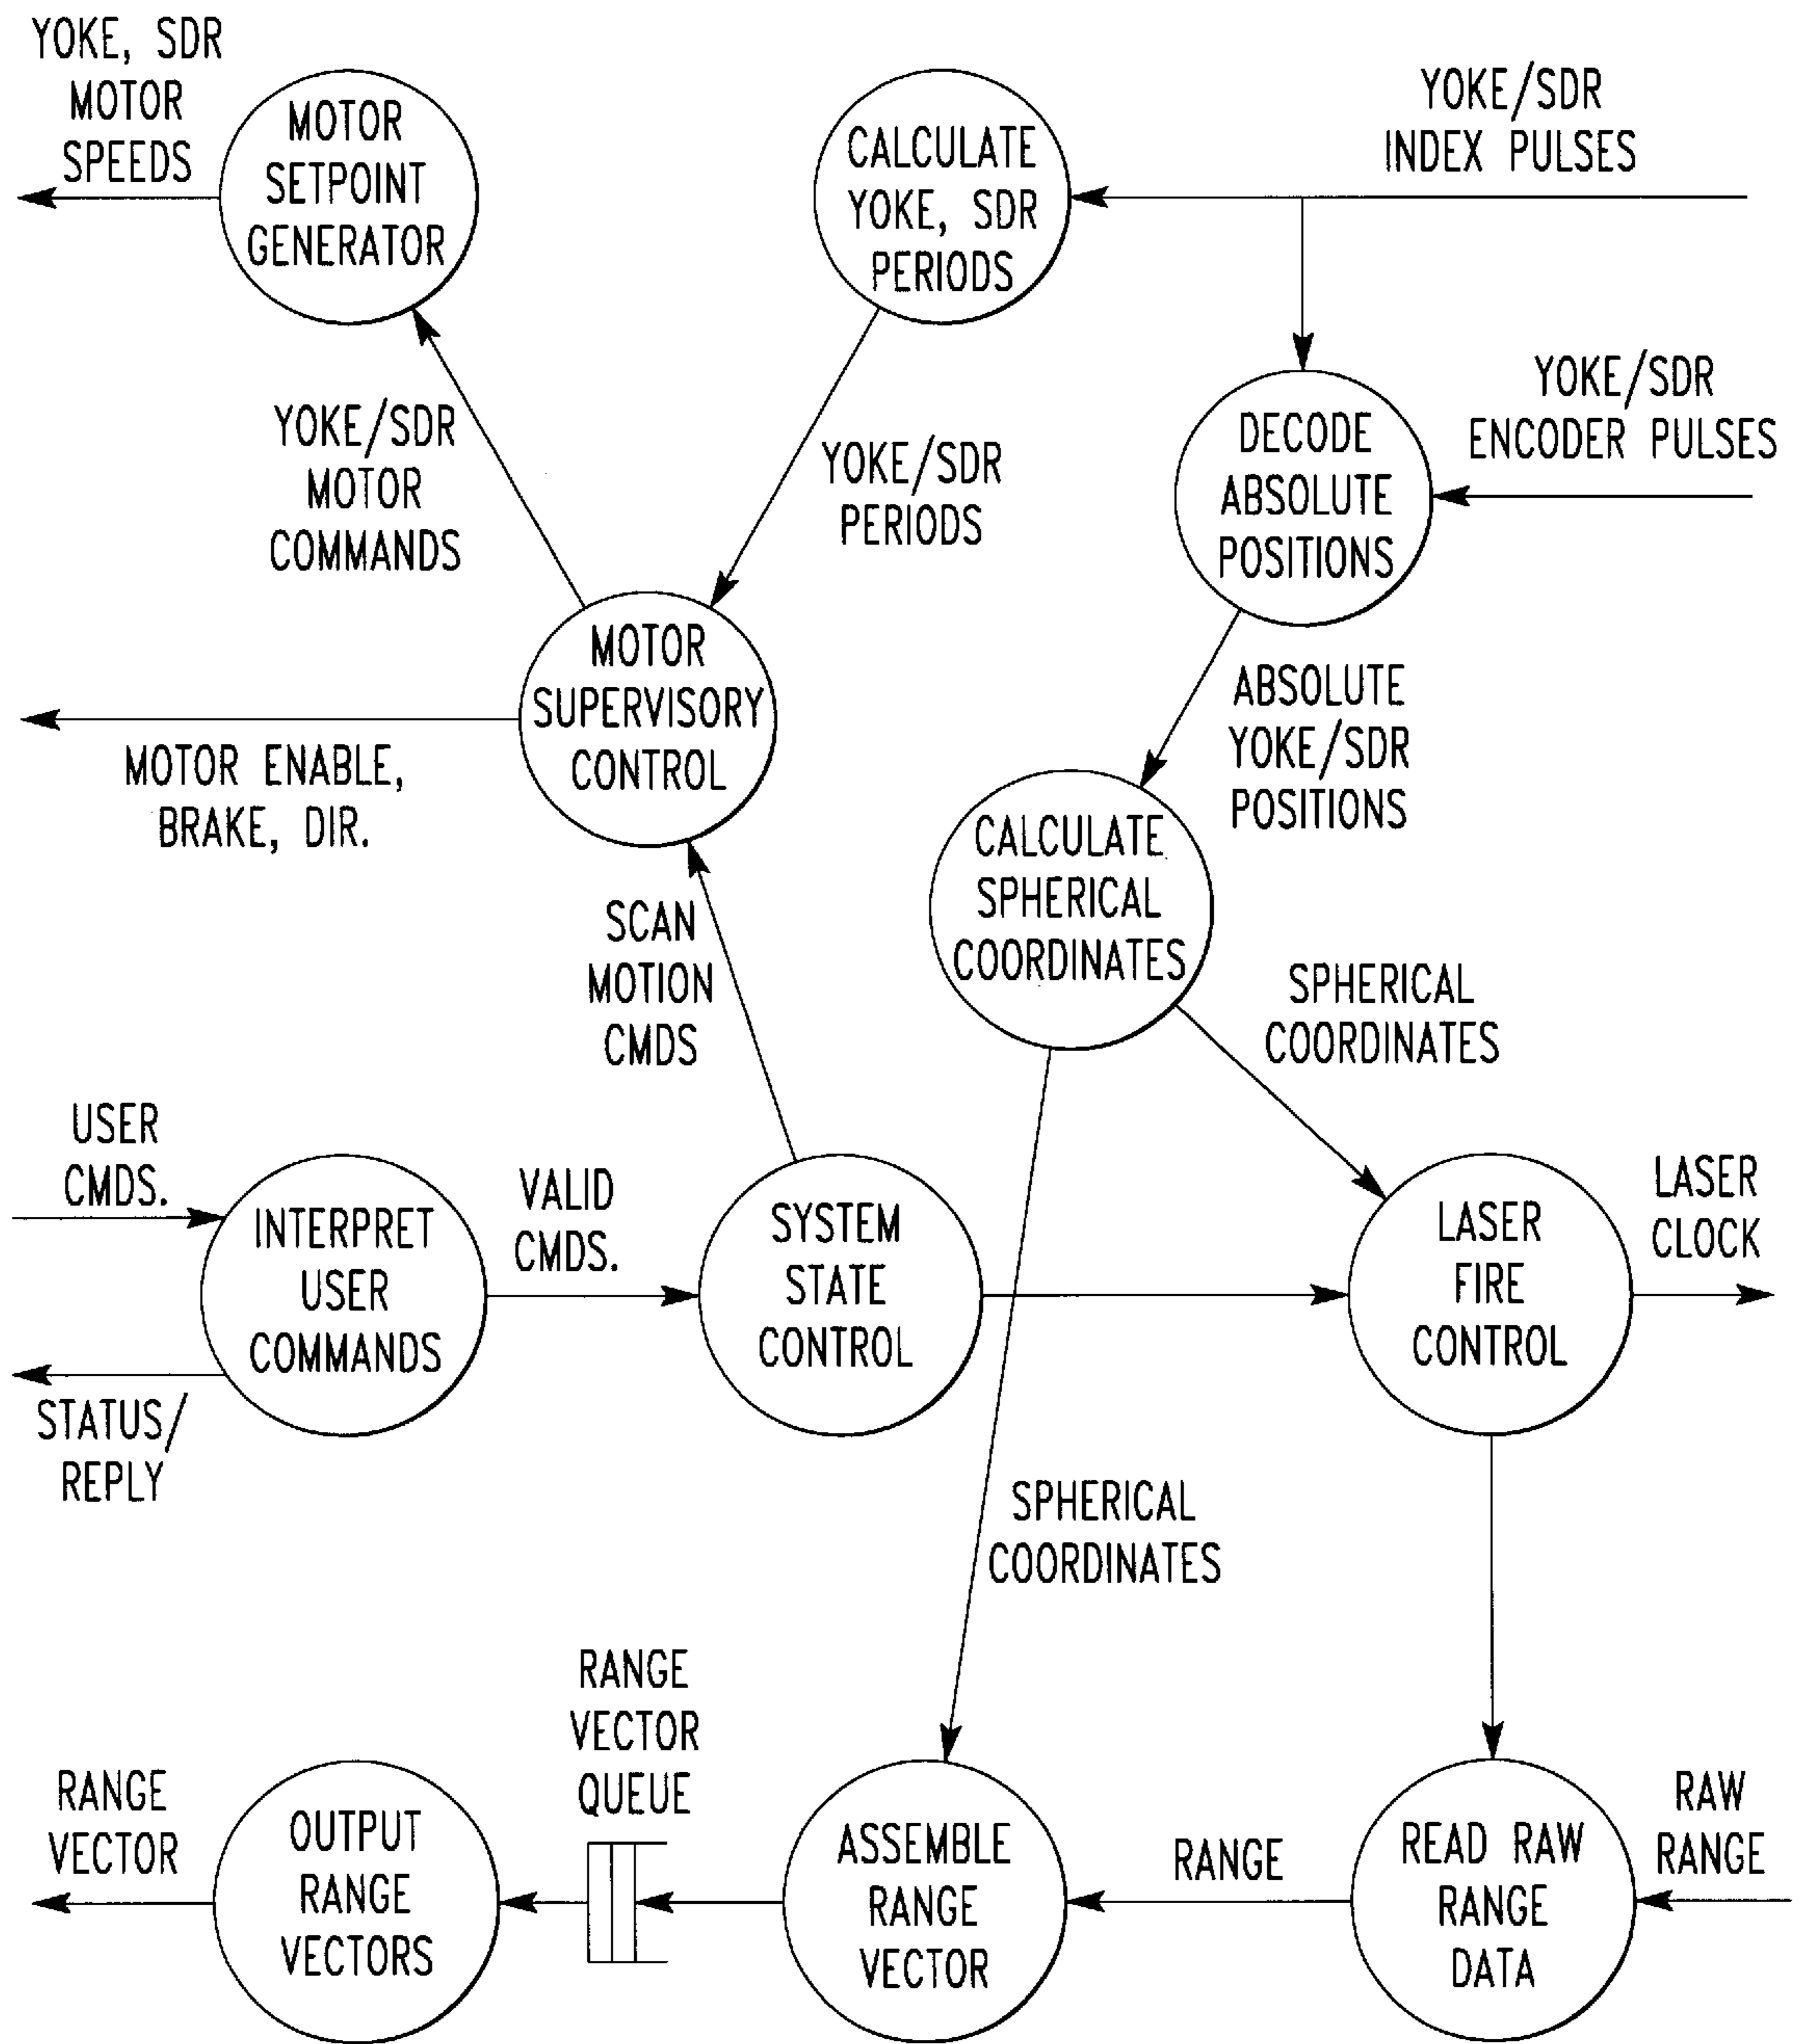 YOKE, SDR
MOTOR
SPEEDS
MOTOR
SETPOINT
GENERATOR
CALCULATE
YOKE, SDR
PERIODS
YOKE/SDR
INDEX PULSES
YOKE/SDR
ENCODER PULSES
DECODE
ABSOLUTE
POSITIONS
YOKE/SDR
MOTOR
COMMANDS
YOKE/SDR
PERIODS
MOTOR
SUPERVISORY
CONTROL
ABSOLUTE
YOKE/SDR
POSITIONS
MOTOR ENABLE,
BRAKE, DIR.
CALCULATE
SPHERICAL
COORDINATES
SCAN
MOTION
CMDS
SPHERICAL
COORDINATES
USER
CMDS.
INTERPRET
USER
COMMANDS
VALID
CMDS.
SYSTEM
STATE
CONTROL
LASER
FIRE
CONTROL
LASER
CLOCK
STATUS/
REPLY
SPHERICAL
COORDINATES
RANGE
VECTOR
QUEUE
RANGE
VECTOR
OUTPUT
RANGE
VECTORS
ASSEMBLE
RANGE
VECTOR
RANGE
READ RAW
RANGE
DATA
RAW
RANGE